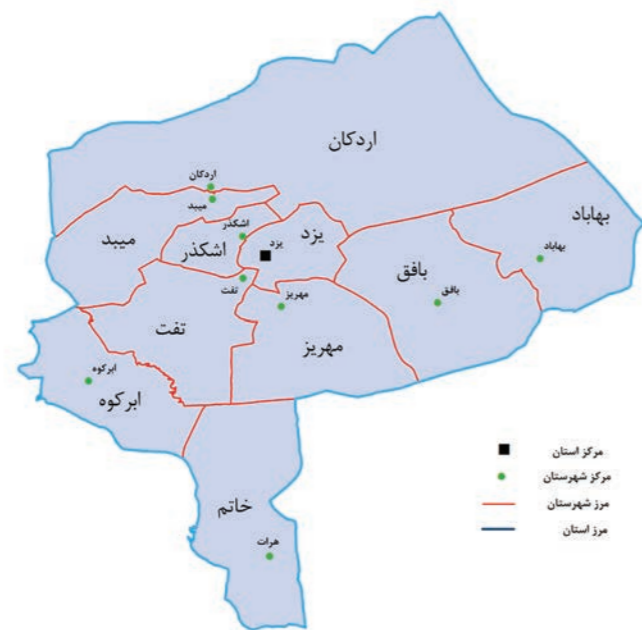 اردکان
اردکان
میبد
بهاباد
اشکذر
یزد
میبد
اشکذر
یزد
بهاباد
بافق
تفت
مهریز
بافق
تفت
مهریز
ابرکوه
ابرکوه
خاتم
هرات
مرکز استان
مرکز شهرستان
مرز شهرستان
مرز استان